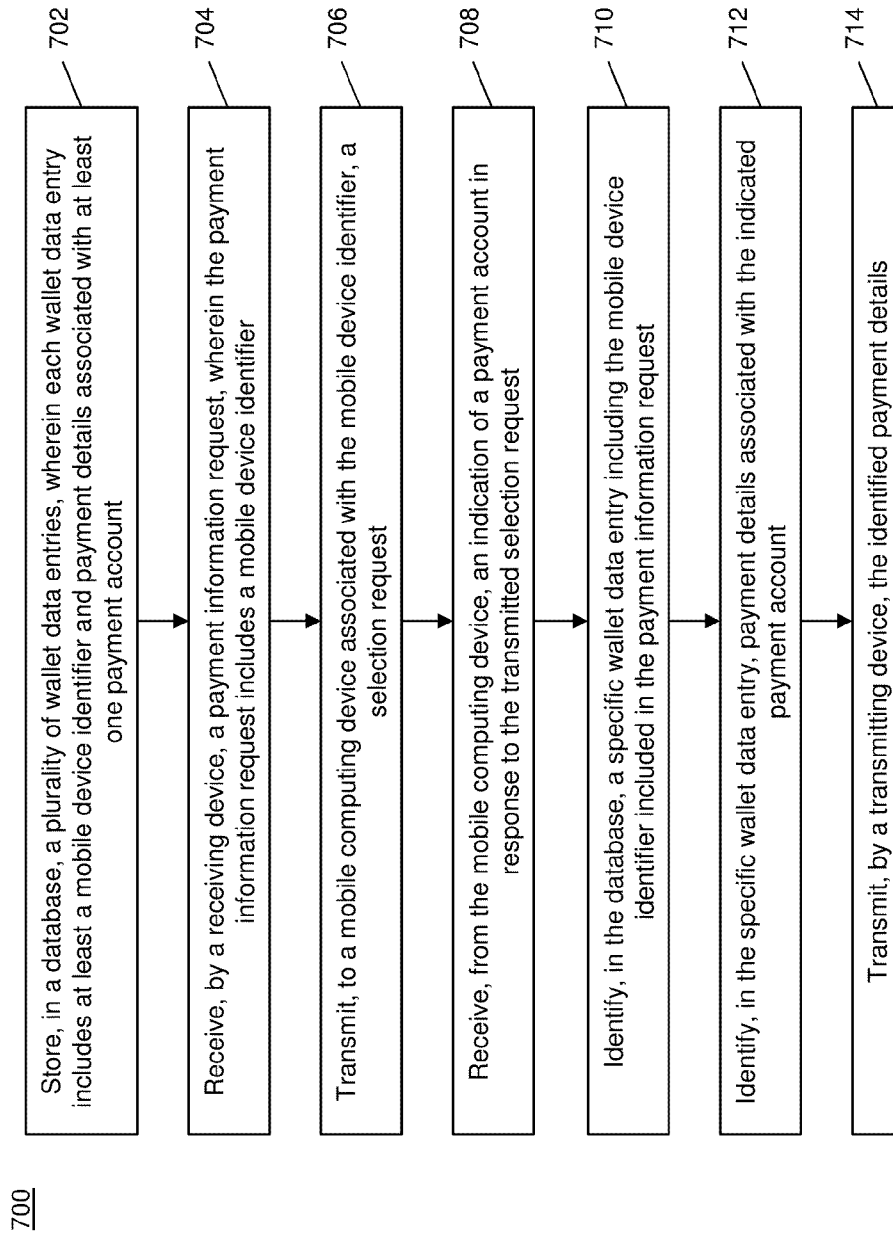 700
Store, in a database, a plurality of wallet data entries, wherein each wallet data entry
includes at least a mobile device identifier and payment details associated with at least
one payment account
702
Receive, by a receiving device, a payment information request, wherein the payment
information request includes a mobile device identifier
704
Transmit, to a mobile computing device associated with the mobile device identifier, a
selection request
706
Receive, from the mobile computing device, an indication of a payment account in
response to the transmitted selection request
708
Identify, in the database, a specific wallet data entry including the mobile device
identifier included in the payment information request
710
Identify, in the specific wallet data entry, payment details associated with the indicated
payment account
712
Transmit, by a transmitting device, the identified payment details
714